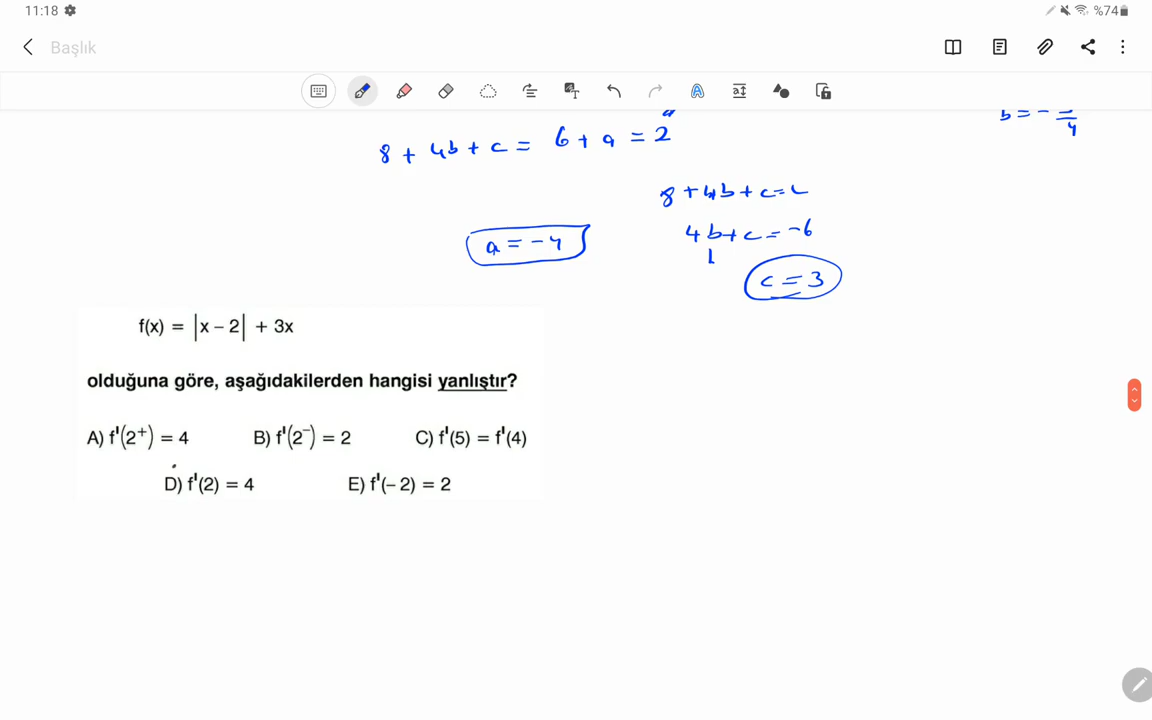 11:18 %74
Başlık
b = -
4
8 + 4b + c = 6 + a = 2
8 + 4b + c = 2
4b + c = -6
a = -4
c = 3
f(x) = |x – 2| + 3x
olduğuna göre, aşağıdakilerden hangisi yanlıştır?
A) f'(2⁺) = 4 B) f'(2⁻) = 2 C) f'(5) = f'(4)
D) f'(2) = 4 E) f'(– 2) = 2